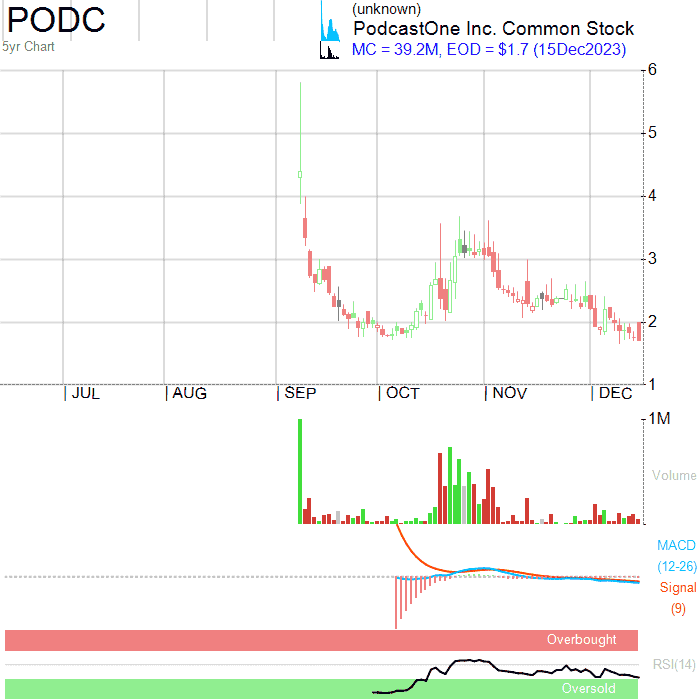 PODC
5yr Chart
(unknown)
PodcastOne Inc. Common Stock
MC = 39.2M, EOD = $1.7 (15Dec2023)
6
5
4
3
2
1
JUL AUG SEP OCT NOV DEC
1M
Volume
MACD
(12-26)
Signal
(9)
Overbought
RSI(14)
Oversold